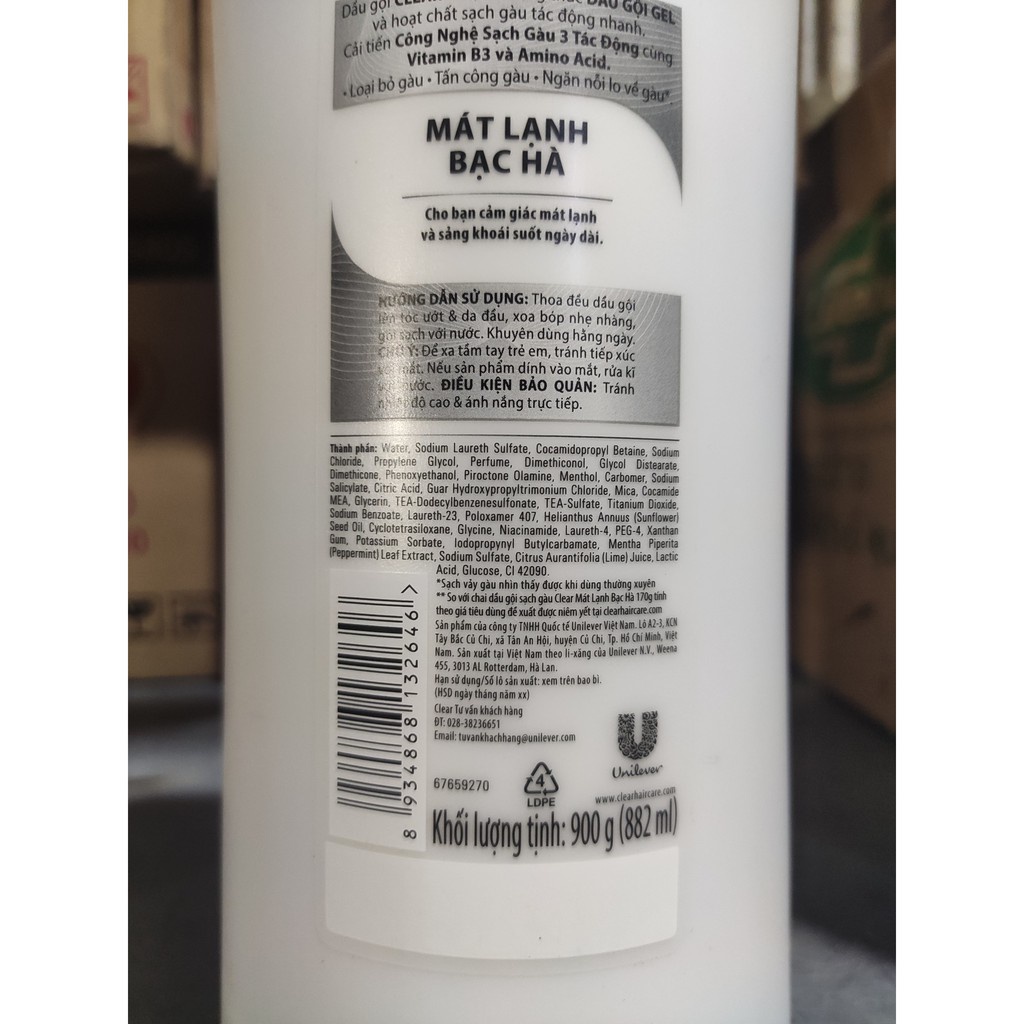 Dầu gội CLEAR DẦU GỘI GEL
và hoạt chất sạch gàu tác động nhanh.
Cải tiến Công Nghệ Sạch Gàu 3 Tác Động cùng
Vitamin B3 và Amino Acid.
• Loại bỏ gàu • Tấn công gàu • Ngăn nỗi lo về gàu*
MÁT LẠNH
BẠC HÀ
Cho bạn cảm giác mát lạnh
và sảng khoái suốt ngày dài.
HƯỚNG DẪN SỬ DỤNG: Thoa đều dầu gội
lên tóc ướt & da đầu, xoa bóp nhẹ nhàng,
gội sạch với nước. Khuyên dùng hằng ngày.
CHÚ Ý: Để xa tầm tay trẻ em, tránh tiếp xúc
với mắt. Nếu sản phẩm dính vào mắt, rửa kĩ
với nước. ĐIỀU KIỆN BẢO QUẢN: Tránh
nhiệt độ cao & ánh nắng trực tiếp.
Thành phần: Water, Sodium Laureth Sulfate, Cocamidopropyl Betaine, Sodium
Chloride, Propylene Glycol, Perfume, Dimethiconol, Glycol Distearate,
Dimethicone, Phenoxyethanol, Piroctone Olamine, Menthol, Carbomer, Sodium
Salicylate, Citric Acid, Guar Hydroxypropyltrimonium Chloride, Mica, Cocamide
MEA, Glycerin, TEA-Dodecylbenzenesulfonate, TEA-Sulfate, Titanium Dioxide,
Sodium Benzoate, Laureth-23, Poloxamer 407, Helianthus Annuus (Sunflower)
Seed Oil, Cyclotetrasiloxane, Glycine, Niacinamide, Laureth-4, PEG-4, Xanthan
Gum, Potassium Sorbate, Iodopropynyl Butylcarbamate, Mentha Piperita
(Peppermint) Leaf Extract, Sodium Sulfate, Citrus Aurantifolia (Lime) Juice, Lactic
Acid, Glucose, CI 42090.
*Sạch vảy gàu nhìn thấy được khi dùng thường xuyên
** So với chai dầu gội sạch gàu Clear Mát Lạnh Bạc Hà 170g tính
theo giá tiêu dùng đề xuất được niêm yết tại clearhaircare.com
Sản phẩm của công ty TNHH Quốc tế Unilever Việt Nam. Lô A2-3, KCN
Tây Bắc Củ Chi, xã Tân An Hội, huyện Củ Chi, Tp. Hồ Chí Minh, Việt
Nam. Sản xuất tại Việt Nam theo li-xăng của Unilever N.V., Weena
455, 3013 AL Rotterdam, Hà Lan.
Hạn sử dụng/Số lô sản xuất: xem trên bao bì.
(HSD ngày tháng năm xx)
Clear Tư vấn khách hàng
ĐT: 028-38236651
Email: tuvankhachhang@unilever.com
8 934868 132646 >
Unilever
67659270
4
LDPE
www.clearhaircare.com
Khối lượng tịnh: 900 g (882 ml)